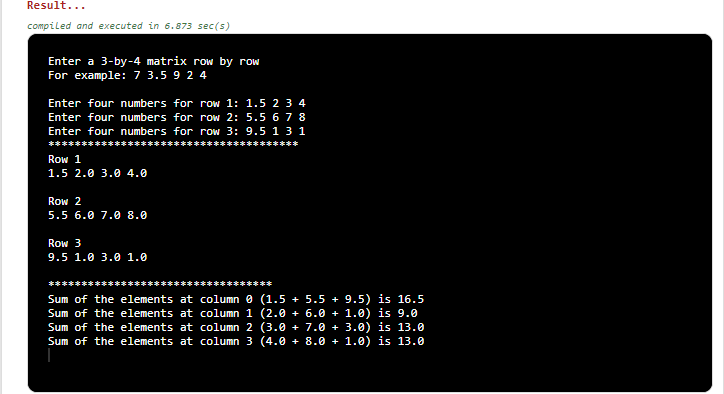 Result...
compiled and executed in 6.873 sec(s)
Enter a 3-by-4 matrix row by row
For example: 7 3.5 9 2 4
Enter four numbers for row 1: 1.5 2 3 4
Enter four numbers for row 2: 5.5 6 7 8
Enter four numbers for row 3: 9.5 1 3 1
**************************************
Row 1
1.5 2.0 3.0 4.0
Row 2
5.5 6.0 7.0 8.0
Row 3
9.5 1.0 3.0 1.0
**********************************
Sum of the elements at column 0 (1.5 + 5.5 + 9.5) is 16.5
Sum of the elements at column 1 (2.0 + 6.0 + 1.0) is 9.0
Sum of the elements at column 2 (3.0 + 7.0 + 3.0) is 13.0
Sum of the elements at column 3 (4.0 + 8.0 + 1.0) is 13.0